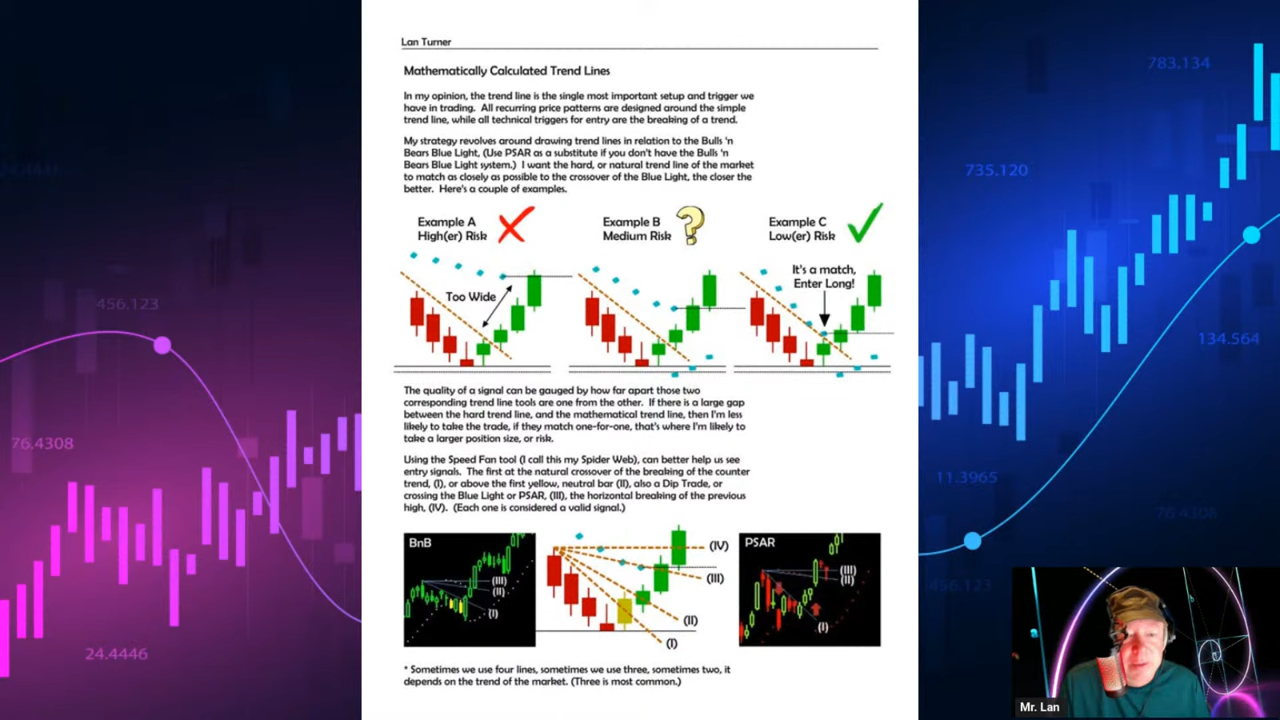 Lan Turner
Mathematically Calculated Trend Lines
In my opinion, the trend line is the single most important setup and trigger we
have in trading. All recurring price patterns are designed around the simple
trend line, while all technical triggers for entry are the breaking of a trend.
My strategy revolves around drawing trend lines in relation to the Bulls 'n
Bears Blue Light, (Use PSAR as a substitute if you don't have the Bulls 'n
Bears Blue Light system.) I want the hard, or natural trend line of the market
to match as closely as possible to the crossover of the Blue Light, the closer the
better. Here's a couple of examples.
Example A
High(er) Risk
Example B
Medium Risk
Example C
Low(er) Risk
Too Wide
It's a match,
Enter Long!
The quality of a signal can be gauged by how far apart those two
corresponding trend line tools are one from the other. If there is a large gap
between the hard trend line, and the mathematical trend line, then I'm less
likely to take the trade, if they match one-for-one, that's where I'm likely to
take a larger position size, or risk.
Using the Speed Fan tool (I call this my Spider Web), can better help us see
entry signals. The first at the natural crossover of the breaking of the counter
trend, (I), or above the first yellow, neutral bar (II), also a Dip Trade, or
crossing the Blue Light or PSAR, (III), the horizontal breaking of the previous
high, (IV). (Each one is considered a valid signal.)
BnB
(III)
(II)
(I)
(IV)
(III)
(II)
(I)
PSAR
(III)
(II)
(I)
* Sometimes we use four lines, sometimes we use three, sometimes two, it
depends on the trend of the market. (Three is most common.)
456.123
76.4308
24.4446
783.134
735.120
134.564
11.3965
76.4308
456.123
Mr. Lan